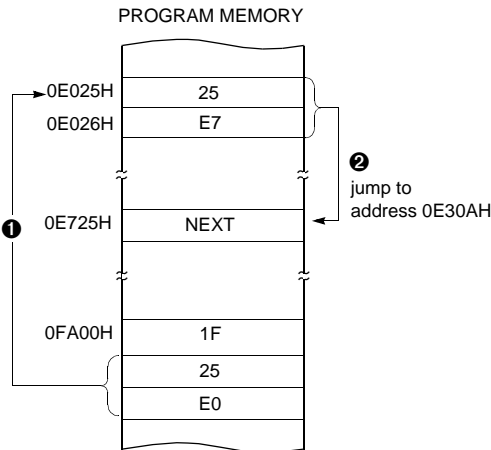 PROGRAM MEMORY
0E025H 25
0E026H E7
❷
jump to
address 0E30AH
0E725H NEXT
❶
0FA00H 1F
25
E0